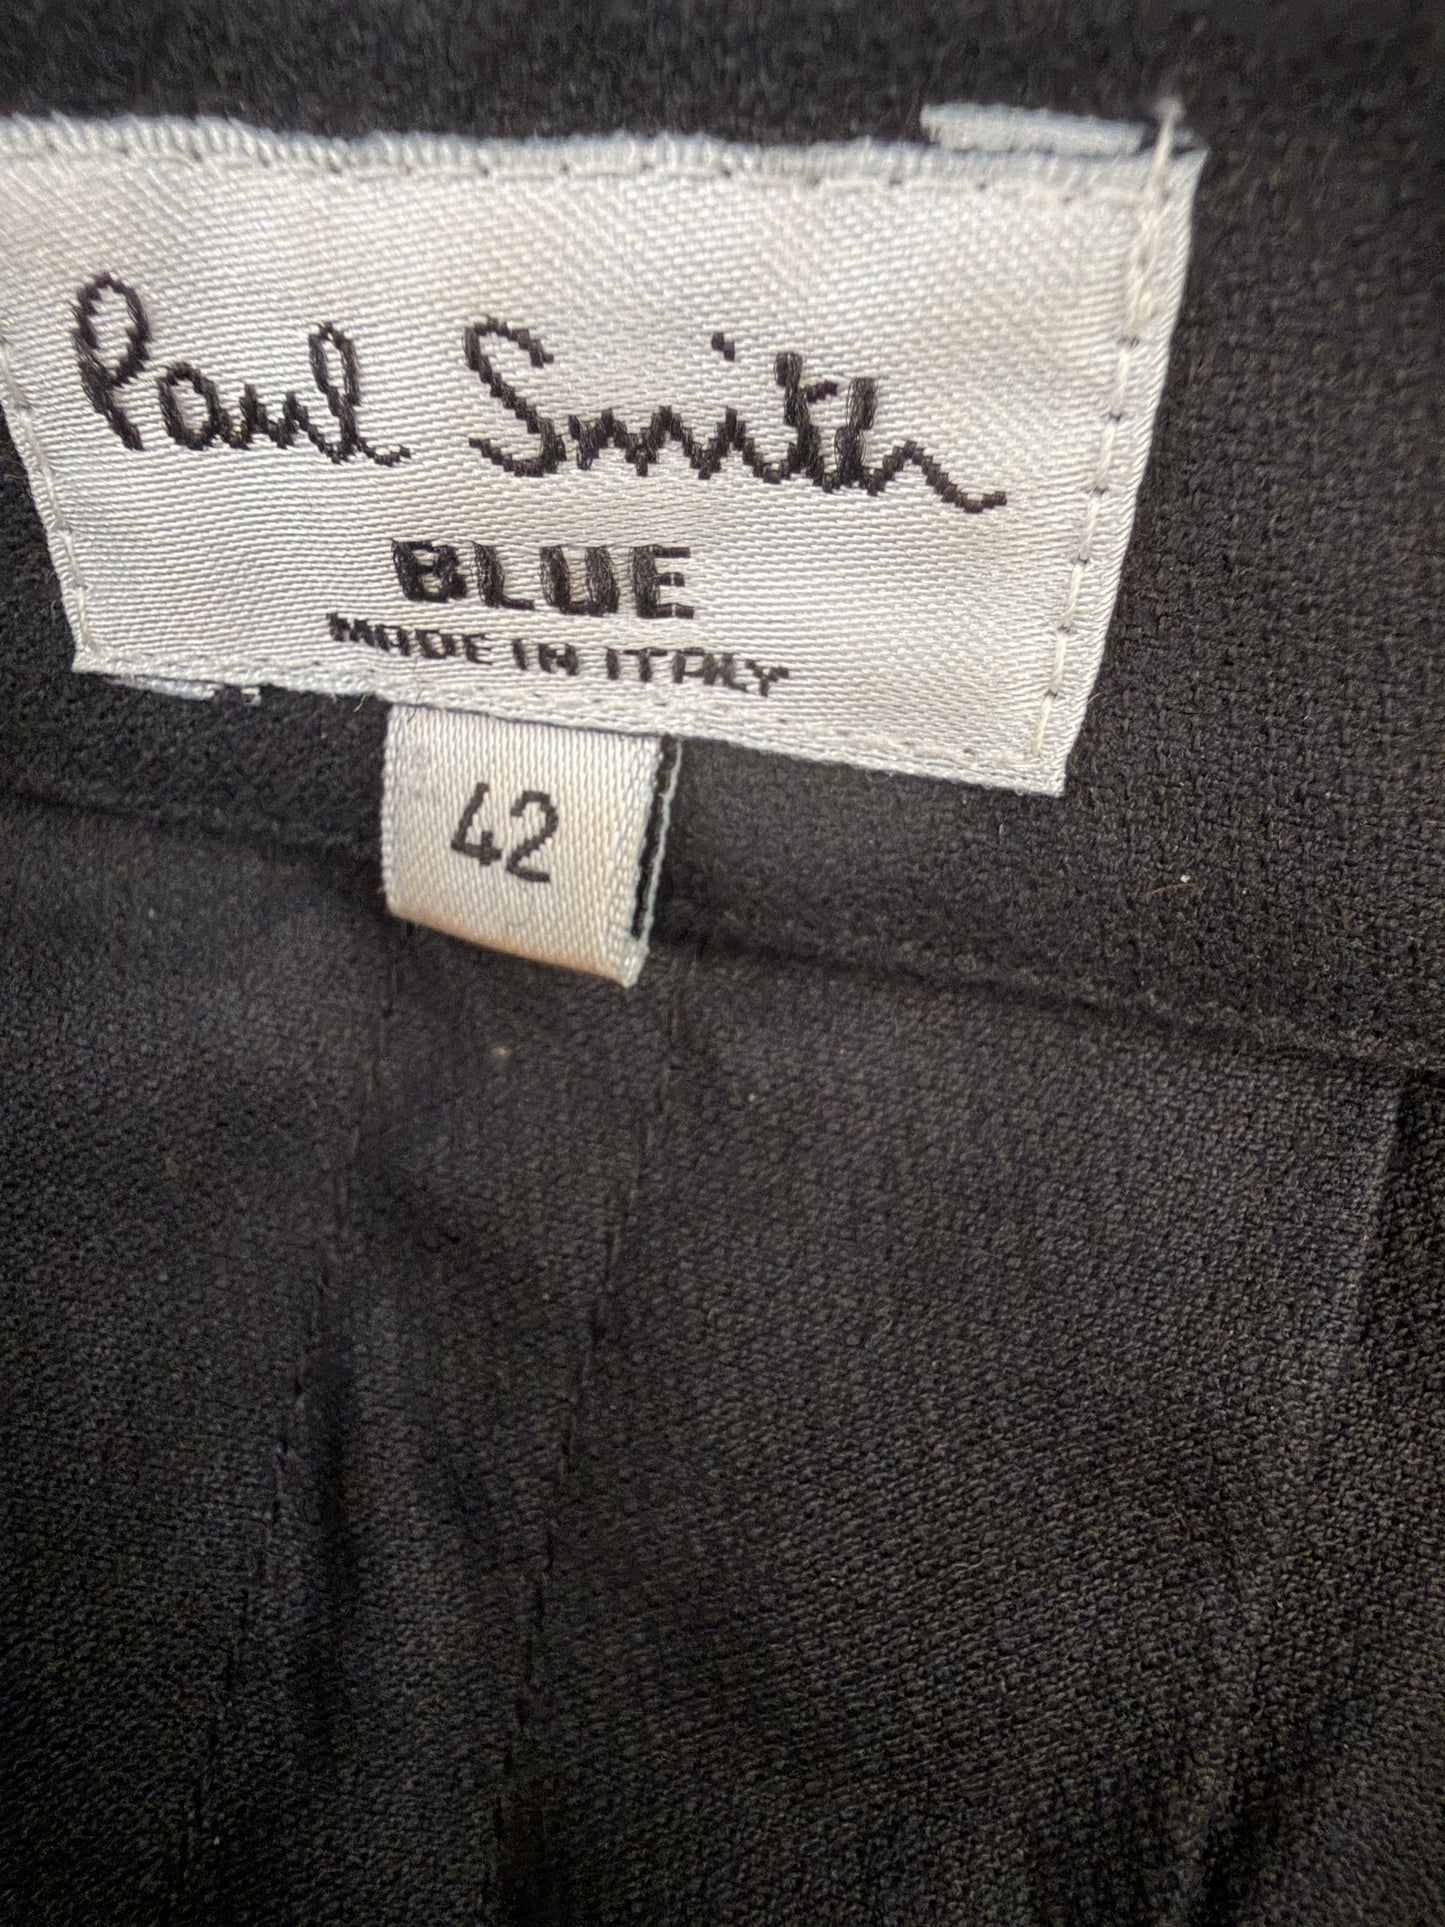 Paul Smith
BLUE
MADE IN ITALY
42